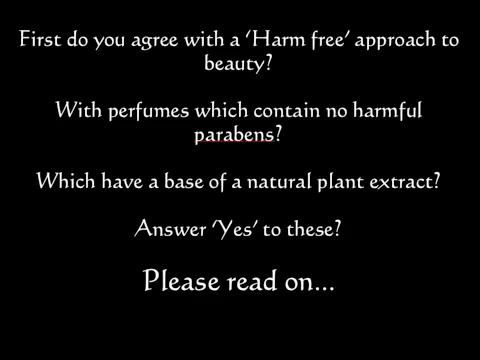 First do you agree with a 'Harm free' approach to
beauty?
With perfumes which contain no harmful
parabens?
Which have a base of a natural plant extract?
Answer 'Yes' to these?
Please read on...